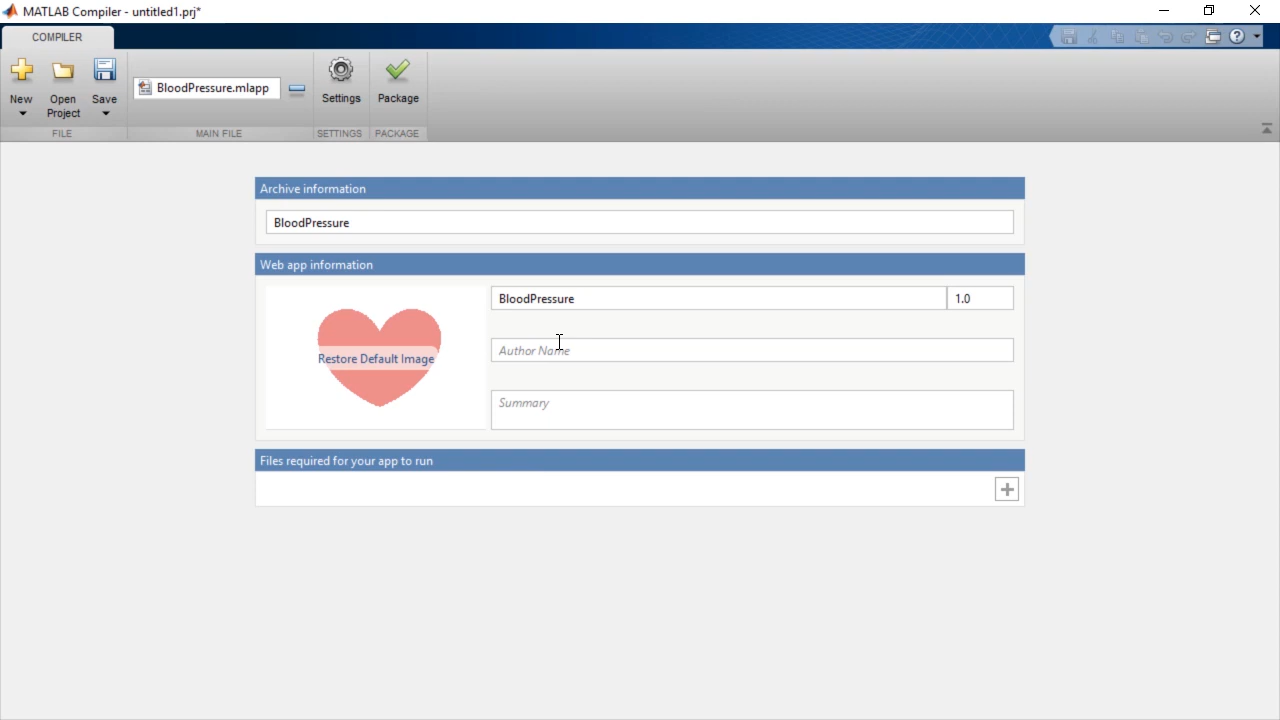 MATLAB Compiler - untitled1.prj*
COMPILER
New
Open Project
Save
BloodPressure.mlapp
Settings
Package
FILE
MAIN FILE
SETTINGS
PACKAGE
Archive information
BloodPressure
Web app information
BloodPressure
1.0
Restore Default Image
Author Name
Summary
Files required for your app to run